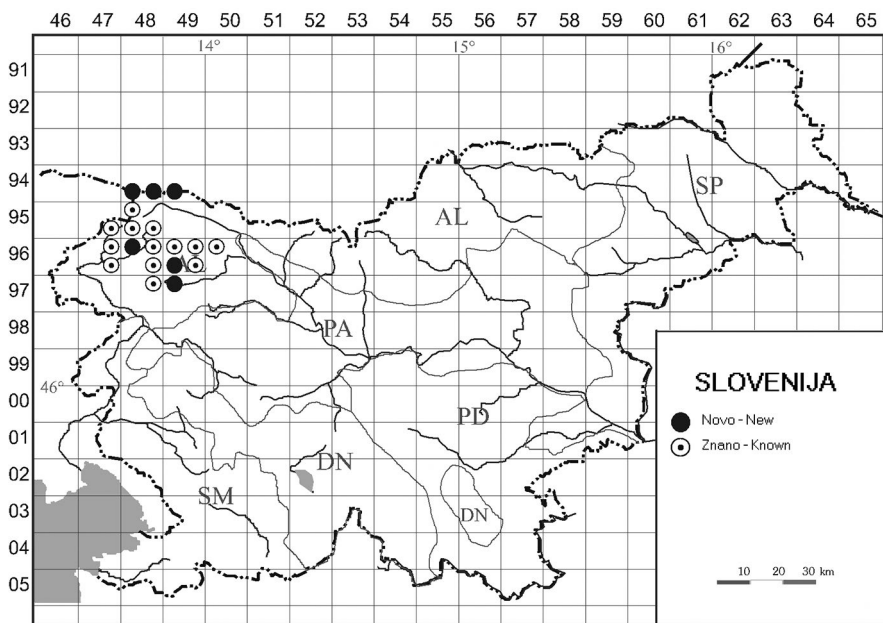 46 47 48 49 50 51 52 53 54 55 56 57 58 59 60 61 62 63 64 65
14° 15° 16°
91
92
93
94
95
96
97
98
99
46°
00
01
02
03
04
05
SP
AL
AL
PA
PD
DN
SM
DN
SLOVENIJA
Novo - New
Znano - Known
10 20 30 km